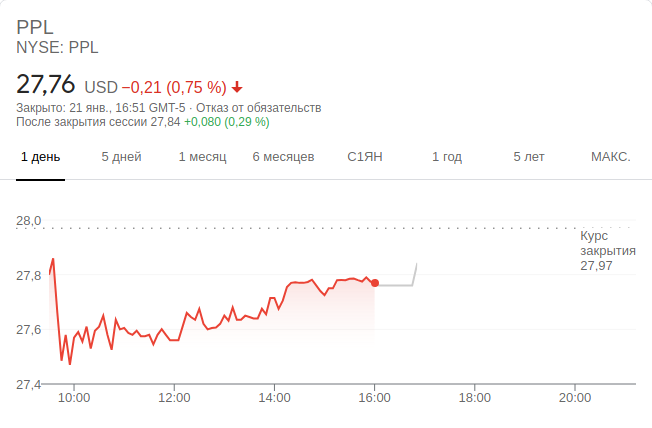 PPL
NYSE: PPL
27,76 USD −0,21 (0,75 %)
Закрыто: 21 янв., 16:51 GMT-5 · Отказ от обязательств
После закрытия сессии 27,84 +0,080 (0,29 %)
1 день 5 дней 1 месяц 6 месяцев С1ЯН 1 год 5 лет МАКС.
28,0
Курс
закрытия
27,97
27,8
27,6
27,4
10:00 12:00 14:00 16:00 18:00 20:00